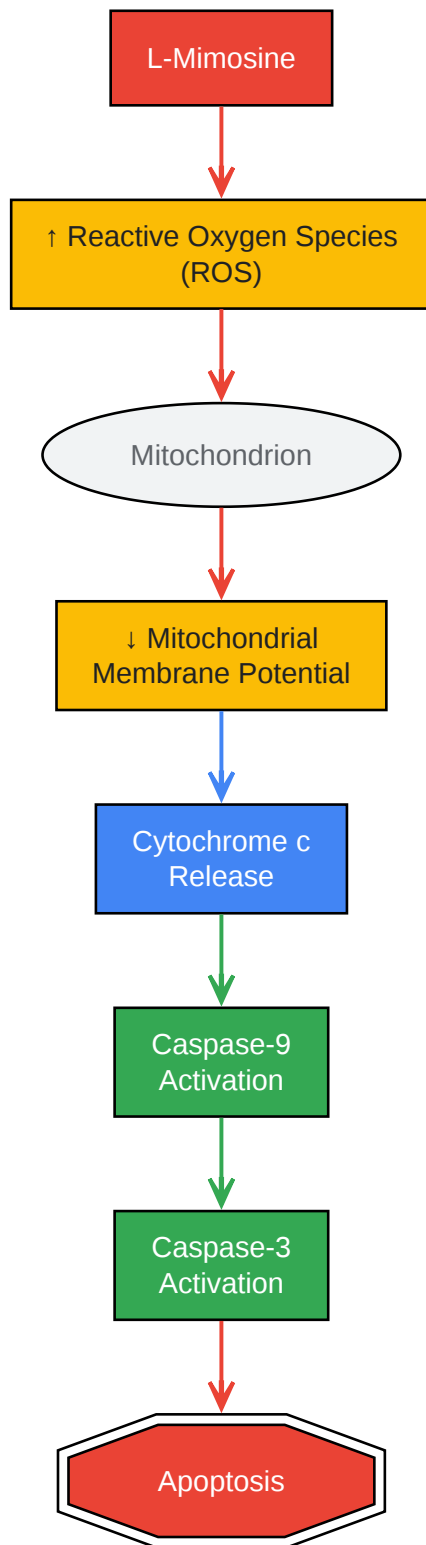 L-Mimosine
↑ Reactive Oxygen Species
(ROS)
Mitochondrion
↓ Mitochondrial
Membrane Potential
Cytochrome c
Release
Caspase-9
Activation
Caspase-3
Activation
Apoptosis